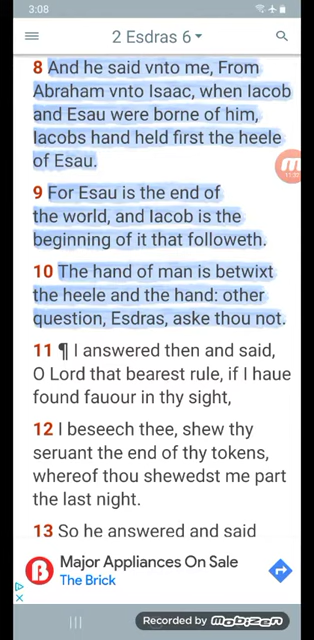 3:08
2 Esdras 6
8 And he said vnto me, From
Abraham vnto Isaac, when Iacob
and Esau were borne of him,
Iacobs hand held first the heele
of Esau.
9 For Esau is the end of
the world, and Iacob is the
beginning of it that followeth.
10 The hand of man is betwixt
the heele and the hand: other
question, Esdras, aske thou not.
11 ¶ I answered then and said,
O Lord that bearest rule, if I haue
found fauour in thy sight,
12 I beseech thee, shew thy
seruant the end of thy tokens,
whereof thou shewedst me part
the last night.
13 So he answered and said
Major Appliances On Sale
The Brick
Recorded by mobizen